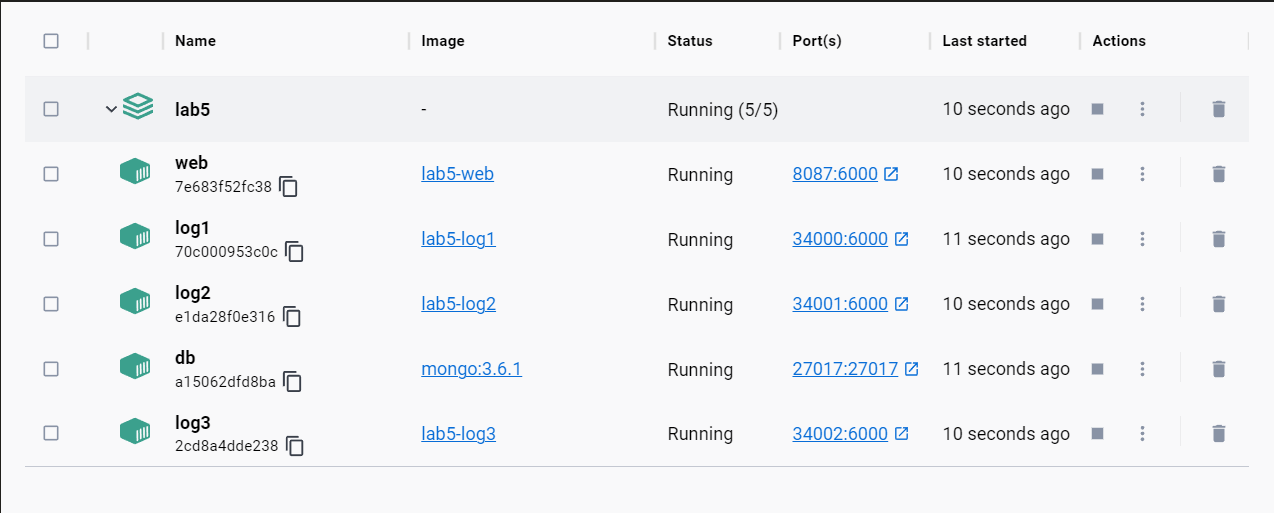 Name Image Status Port(s) Last started Actions
lab5 - Running (5/5) 10 seconds ago
web
7e683f52fc38 lab5-web Running 8087:6000 10 seconds ago
log1
70c000953c0c lab5-log1 Running 34000:6000 11 seconds ago
log2
e1da28f0e316 lab5-log2 Running 34001:6000 10 seconds ago
db
a15062dfd8ba mongo:3.6.1 Running 27017:27017 11 seconds ago
log3
2cd8a4dde238 lab5-log3 Running 34002:6000 10 seconds ago